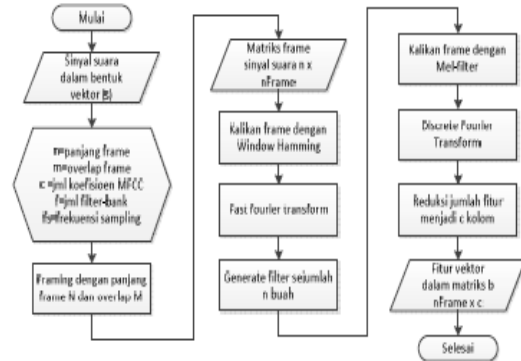 Mulai
Sinyal suara
dalam bentuk
vektor (s)
n=panjang frame
m=overlap frame
c =jml koefisioen MFCC
f=jml filter-bank
fs=frekuensi sampling
Framing dengan panjang
frame N dan overlap M
Matriks frame
sinyal suara n x
nFrame
Kalikan frame dengan
Window Hamming
Fast Fourier transform
Generate filter sejumlah
n buah
Kalikan frame dengan
Mel-filter
Discrete Fourier
Transform
Reduksi jumlah fitur
menjadi c kolom
Fitur vektor
dalam matriks b
nFrame x c
Selesai